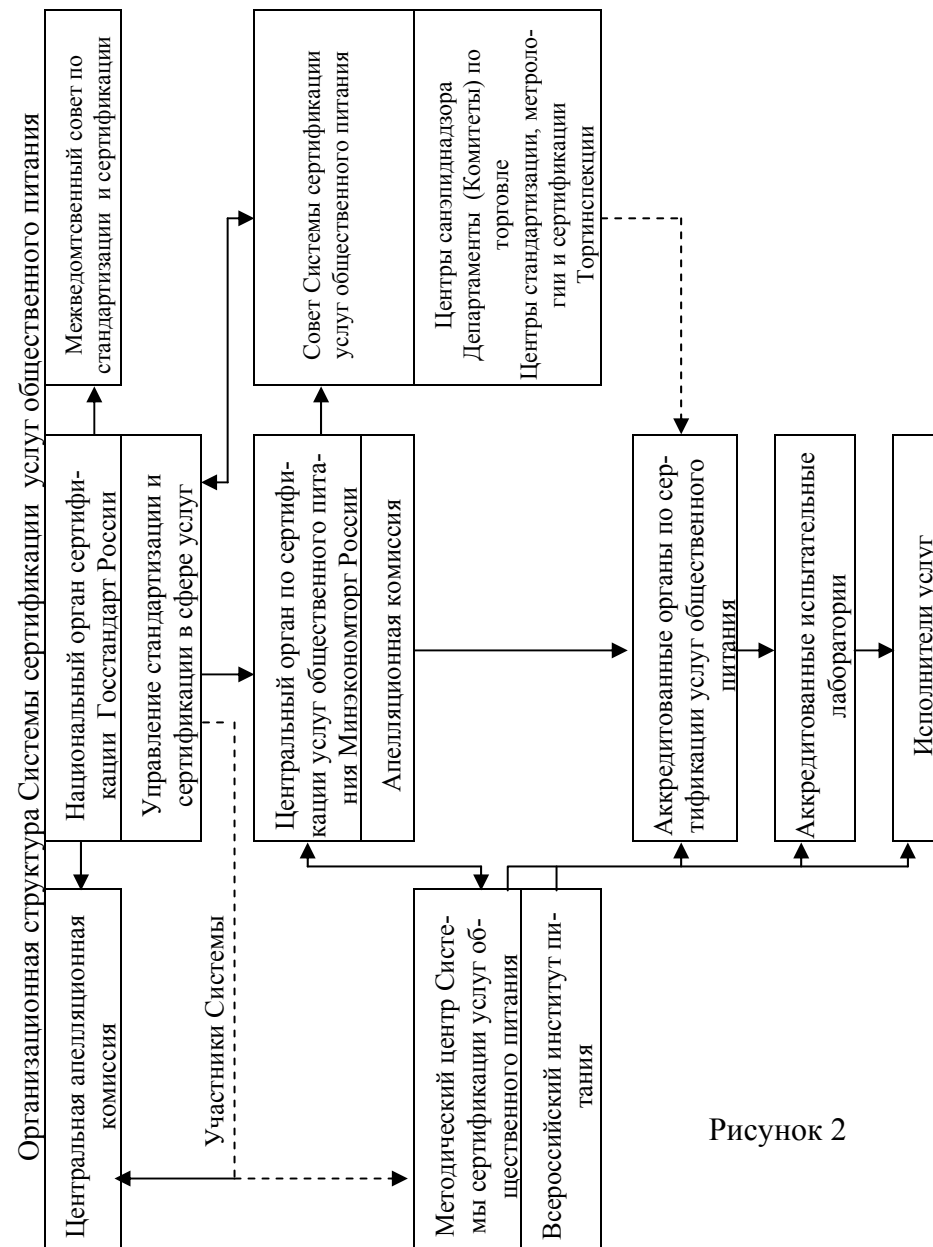 Организационная структура Системы сертификации услуг общественного питания
Центральная апелляционная
комиссия
Национальный орган сертифи-
кации Госстандарт России
Управление стандартизации и
сертификации в сфере услуг
Межведомтсвенный совет по
стандартизации и сертификации
Участники Системы
Центральный орган по сертифи-
кации услуг общественного пита-
ния Минэкономторг России
Апелляционная комиссия
Совет Системы сертификации
услуг общественного питания
Центры санэпиднадзора
Департаменты (Комитеты) по
торговле
Центры стандартизации, метроло-
гии и сертификации
Торгинспекции
Методический центр Систе-
мы сертификации услуг об-
щественного питания
Всероссийский институт пи-
тания
Аккредитованные органы по сер-
тификации услуг общественного
питания
Аккредитованные испытательные
лаборатории
Исполнители услуг
Рисунок 2